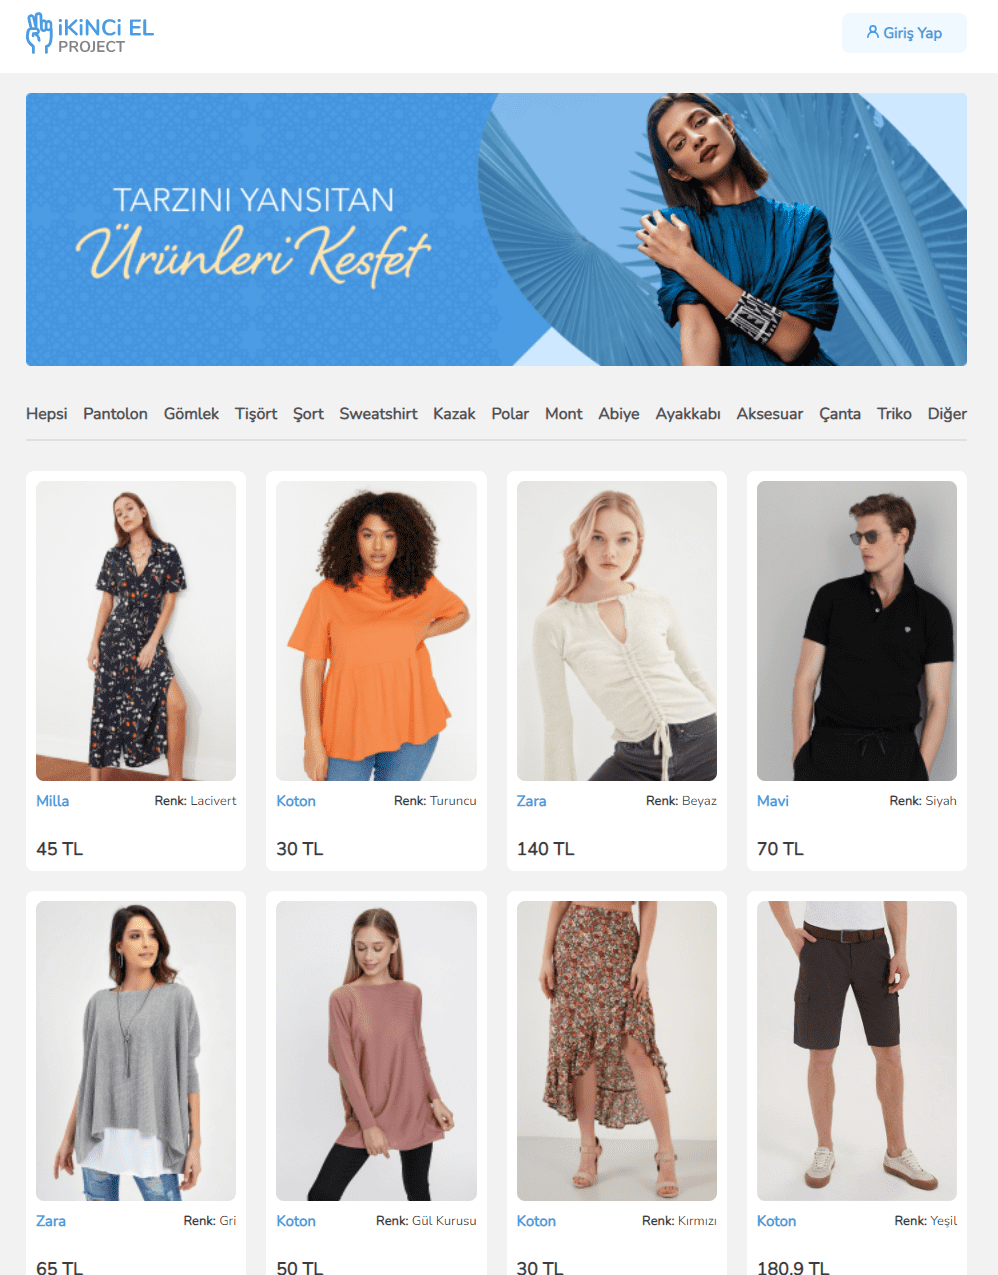 iKiNCi EL
PROJECT
Giriş Yap
TARZINI YANSITAN
Ürünleri Kesfet
Hepsi Pantolon Gömlek Tişört Şort Sweatshirt Kazak Polar Mont Abiye Ayakkabı Aksesuar Çanta Triko Diğer
Milla Renk: Lacivert
45 TL
Koton Renk: Turuncu
30 TL
Zara Renk: Beyaz
140 TL
Mavi Renk: Siyah
70 TL
Zara Renk: Gri
65 TL
Koton Renk: Gül Kurusu
50 TL
Koton Renk: Kırmızı
30 TL
Koton Renk: Yeşil
180.9 TL